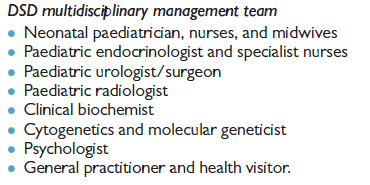 DSD multidisciplinary management team
• Neonatal paediatrician, nurses, and midwives
• Paediatric endocrinologist and specialist nurses
• Paediatric urologist/surgeon
• Paediatric radiologist
• Clinical biochemist
• Cytogenetics and molecular geneticist
• Psychologist
• General practitioner and health visitor.